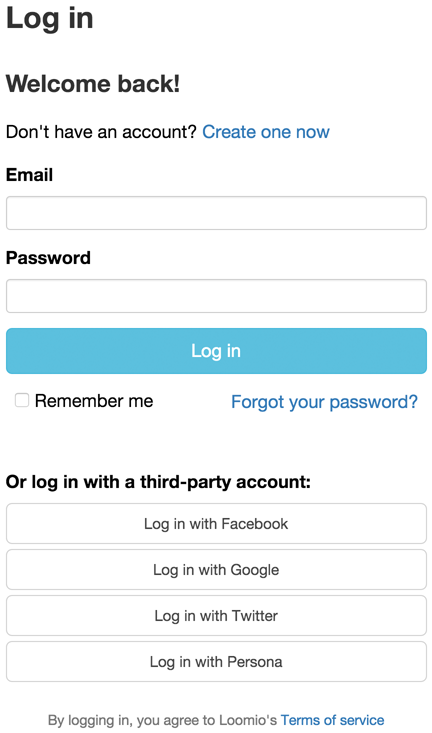 Log in
Welcome back!
Don't have an account? Create one now
Email
Password
Log in
Remember me Forgot your password?
Or log in with a third-party account:
Log in with Facebook
Log in with Google
Log in with Twitter
Log in with Persona
By logging in, you agree to Loomio's Terms of service